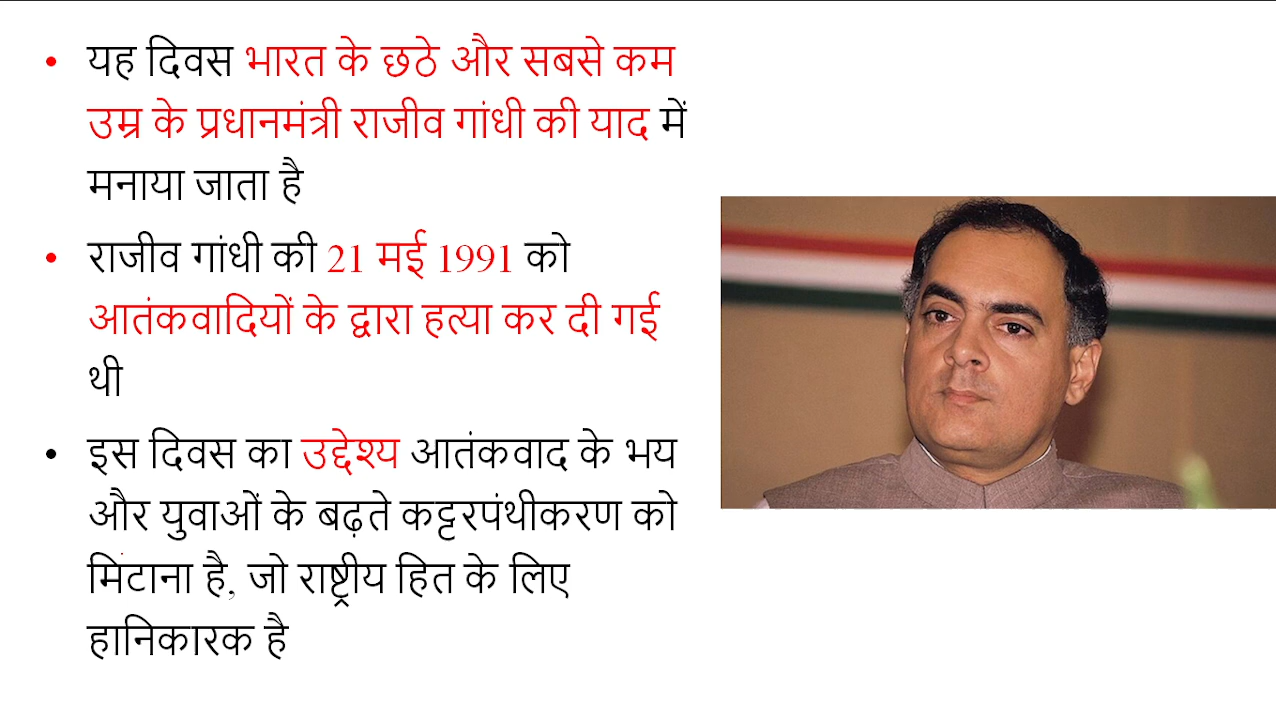 • यह दिवस भारत के छठे और सबसे कम
उम्र के प्रधानमंत्री राजीव गांधी की याद में
मनाया जाता है
• राजीव गांधी की 21 मई 1991 को
आतंकवादियों के द्वारा हत्या कर दी गई
थी
• इस दिवस का उद्देश्य आतंकवाद के भय
और युवाओं के बढ़ते कट्टरपंथीकरण को
मिटाना है, जो राष्ट्रीय हित के लिए
हानिकारक है